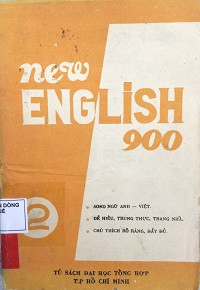 new
ENGLISH
900
2
SONG NGỮ ANH – VIỆT.
DỄ HIỂU, TRUNG THỰC, TRANG NHÃ,
CHÚ THÍCH RÕ RÀNG, ĐẦY ĐỦ.
TỦ SÁCH ĐẠI HỌC TỔNG HỢP
T.P HỒ CHÍ MINH